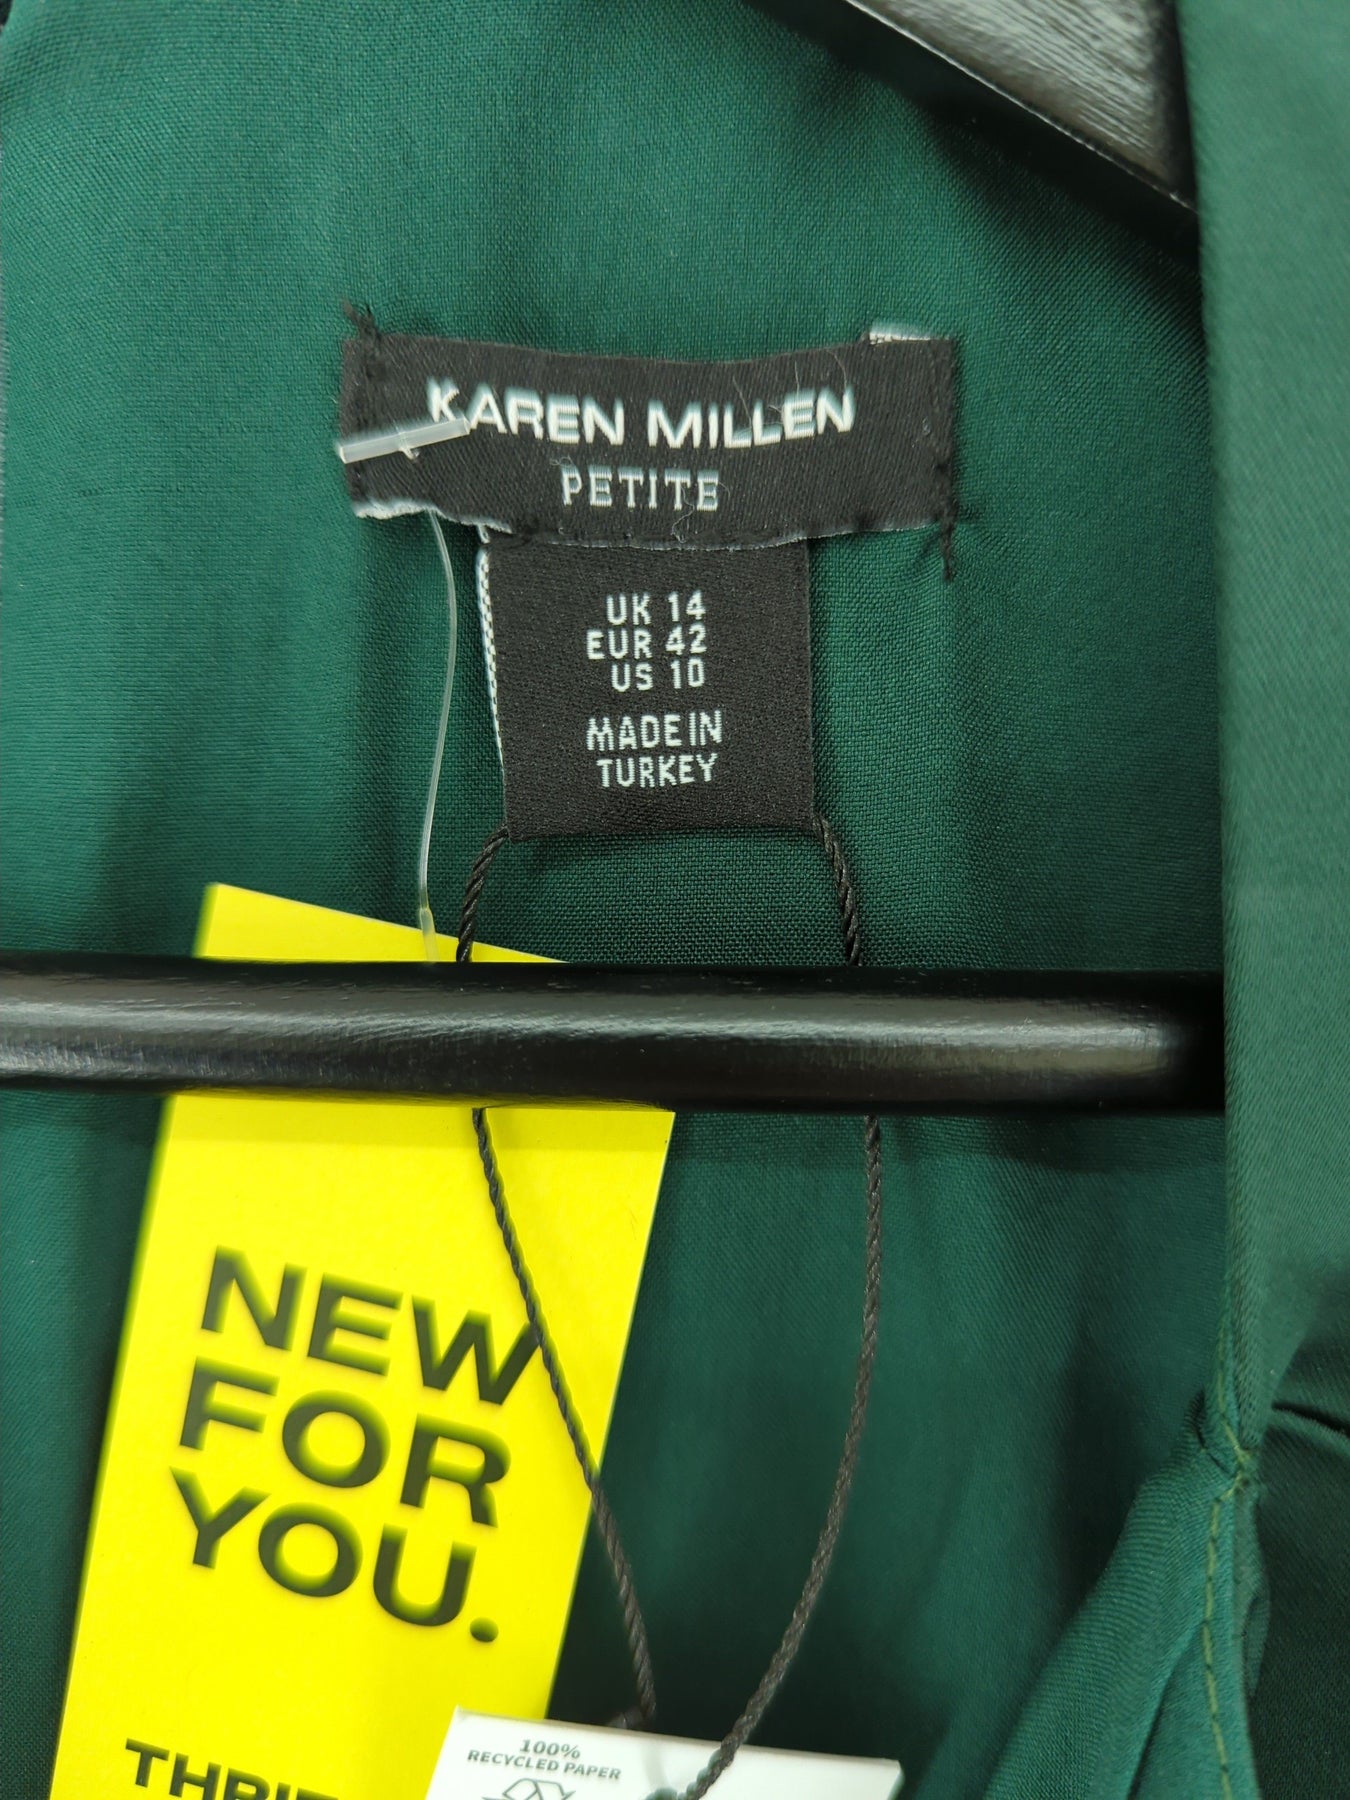 KAREN MILLEN
PETITE
UK 14
EUR 42
US 10
MADE IN
TURKEY
NEW
FOR
YOU.
100%
RECYCLED PAPER